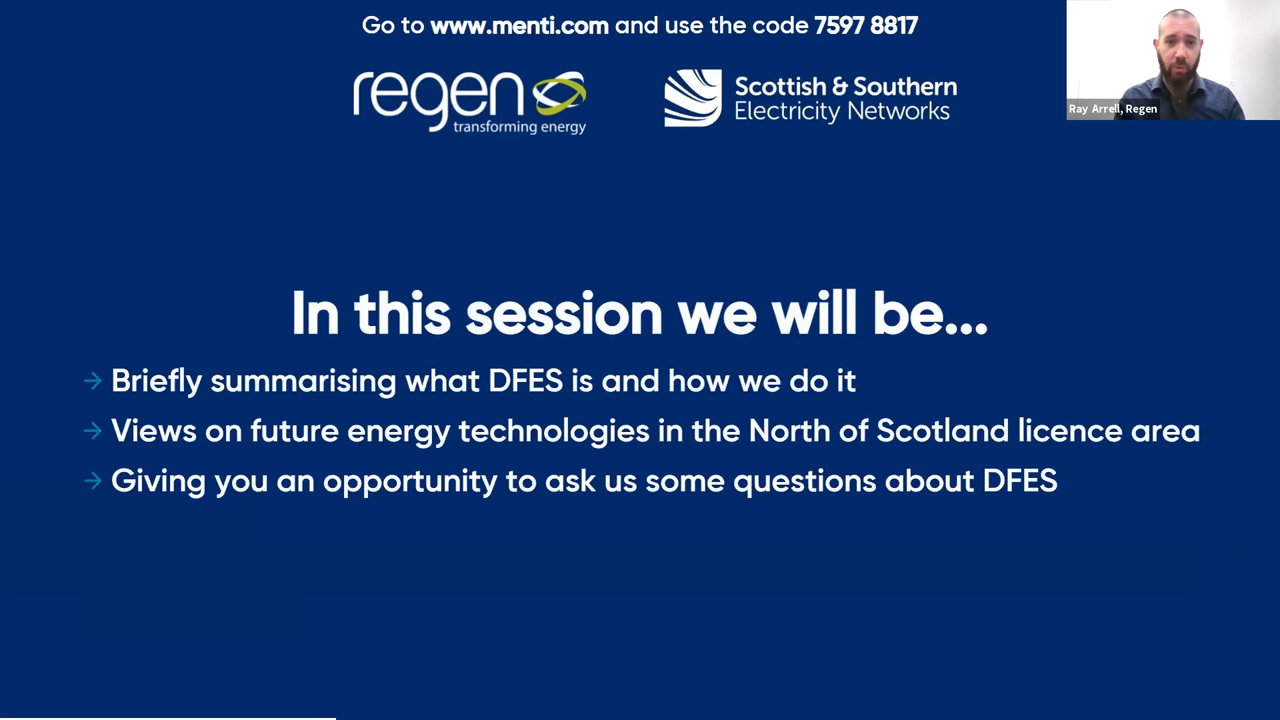 Go to www.menti.com and use the code 7597 8817
regen
transforming energy
Scottish & Southern
Electricity Networks
Ray Arrell, Regen
In this session we will be...
→ Briefly summarising what DFES is and how we do it
→ Views on future energy technologies in the North of Scotland licence area
→ Giving you an opportunity to ask us some questions about DFES